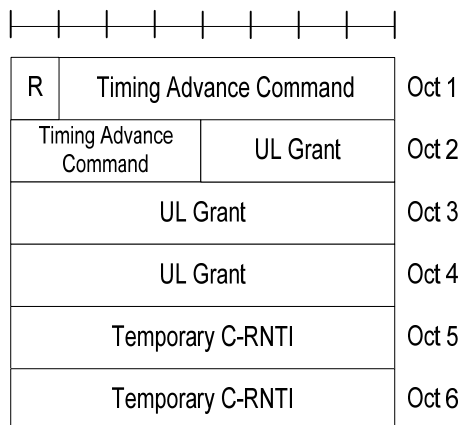 R Timing Advance Command Oct 1
Timing Advance
Command UL Grant Oct 2
UL Grant Oct 3
UL Grant Oct 4
Temporary C-RNTI Oct 5
Temporary C-RNTI Oct 6